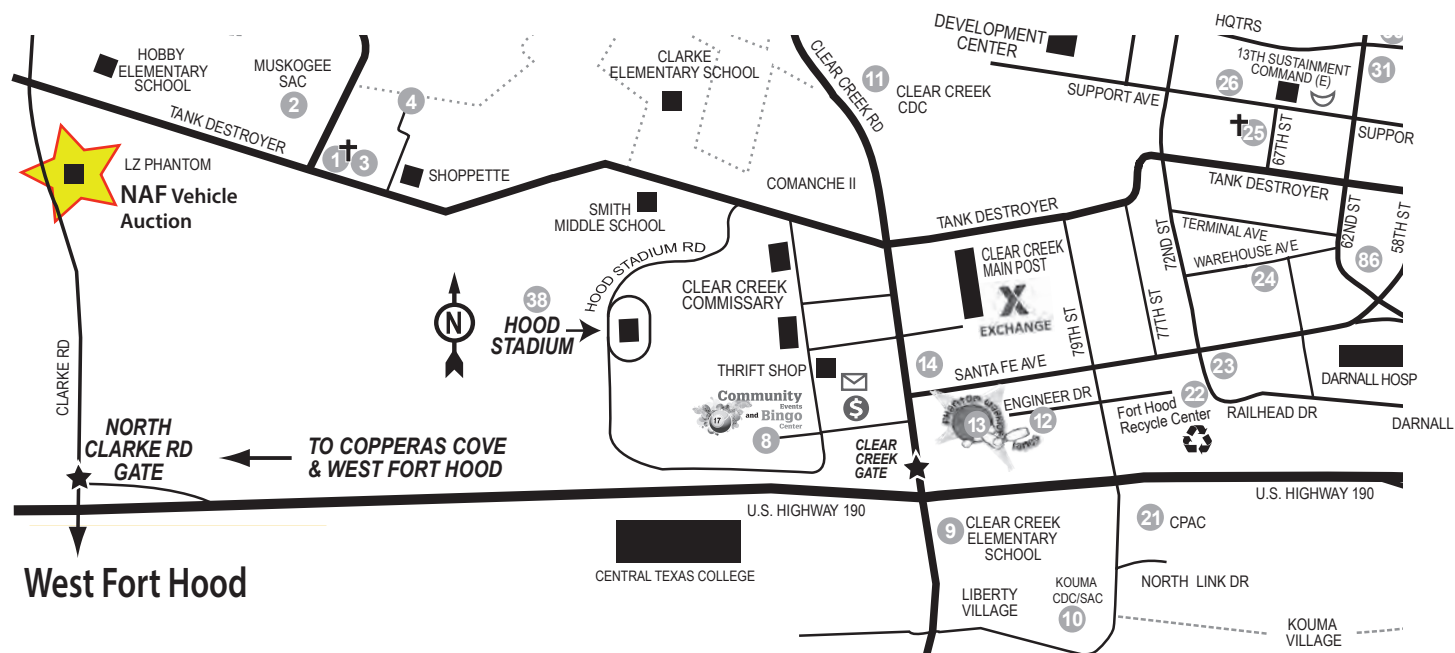 HOBBY
ELEMENTARY
SCHOOL
MUSKOGEE
SAC
2
4
CLARKE
ELEMENTARY SCHOOL
CLEAR CREEK RD
11
CLEAR CREEK
CDC
DEVELOPMENT
CENTER
HQTRS
13TH SUSTAINMENT
COMMAND (E)
26
31
SUPPORT AVE
25
67TH ST
SUPPOR
TANK DESTROYER
1
3
SHOPPETTE
LZ PHANTOM
NAF Vehicle
Auction
SMITH
MIDDLE SCHOOL
COMANCHE II
TANK DESTROYER
TANK DESTROYER
72ND ST
TERMINAL AVE
WAREHOUSE AVE
24
62ND ST
58TH ST
86
HOOD STADIUM RD
CLEAR CREEK
COMMISSARY
CLEAR CREEK
MAIN POST
X
EXCHANGE
79TH ST
77TH ST
N
38
HOOD
STADIUM
CLARKE RD
THRIFT SHOP
$
14
SANTA FE AVE
23
DARNALL HOSP
Community
Events
and Bingo
Center
17
8
13
ENGINEER DR
12
22
Fort Hood
Recycle Center
RAILHEAD DR
DARNALL
NORTH
CLARKE RD
GATE
TO COPPERAS COVE
& WEST FORT HOOD
CLEAR
CREEK
GATE
U.S. HIGHWAY 190
U.S. HIGHWAY 190
West Fort Hood
CENTRAL TEXAS COLLEGE
9
CLEAR CREEK
ELEMENTARY
SCHOOL
21
CPAC
LIBERTY
VILLAGE
KOUMA
CDC/SAC
10
NORTH LINK DR
KOUMA
VILLAGE